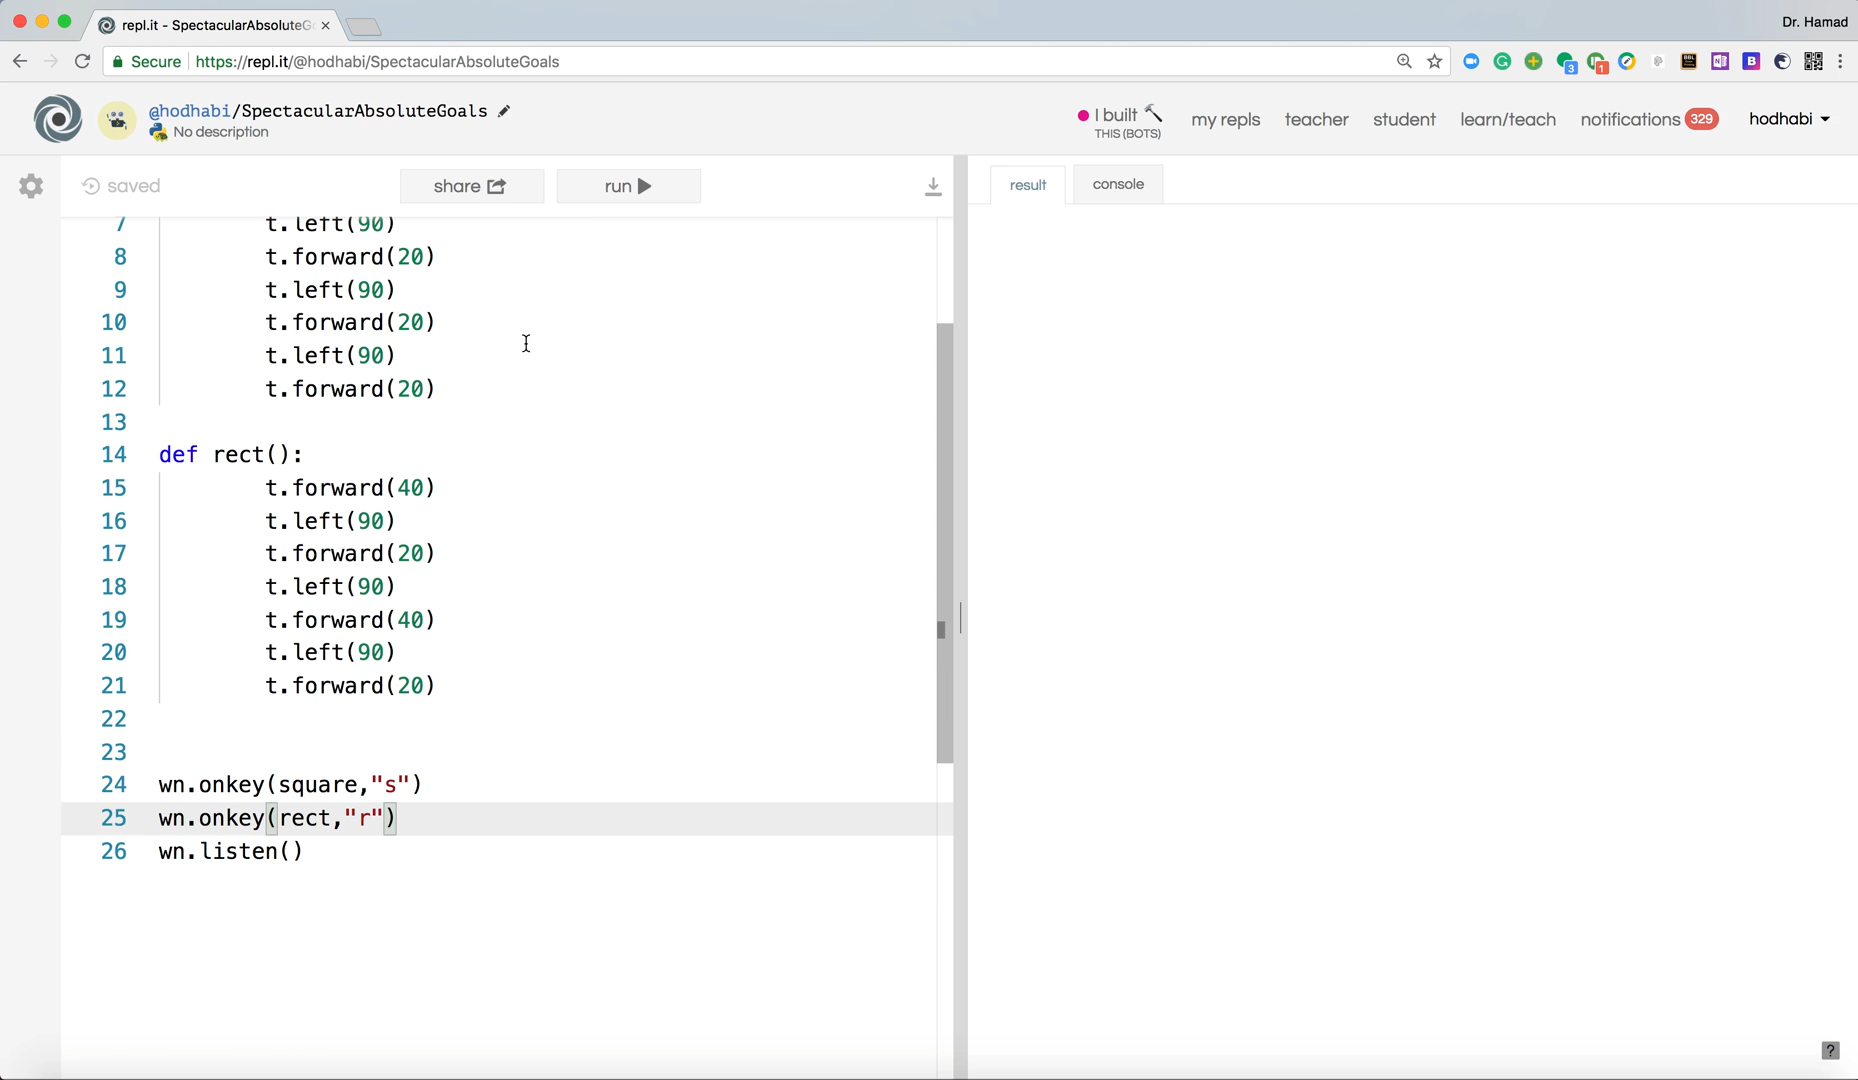 repl.it - SpectacularAbsoluteG
Dr. Hamad
Secure https://repl.it/@hodhabi/SpectacularAbsoluteGoals
3
1
@hodhabi/SpectacularAbsoluteGoals
No description
I built
THIS (BOTS)
my repls
teacher
student
learn/teach
notifications 329
hodhabi
saved
share
run
result
console
7 t.left(90)
8 t.forward(20)
9 t.left(90)
10 t.forward(20)
11 t.left(90)
12 t.forward(20)
13
14 def rect():
15 t.forward(40)
16 t.left(90)
17 t.forward(20)
18 t.left(90)
19 t.forward(40)
20 t.left(90)
21 t.forward(20)
22
23
24 wn.onkey(square,"s")
25 wn.onkey(rect,"r")
26 wn.listen()
?